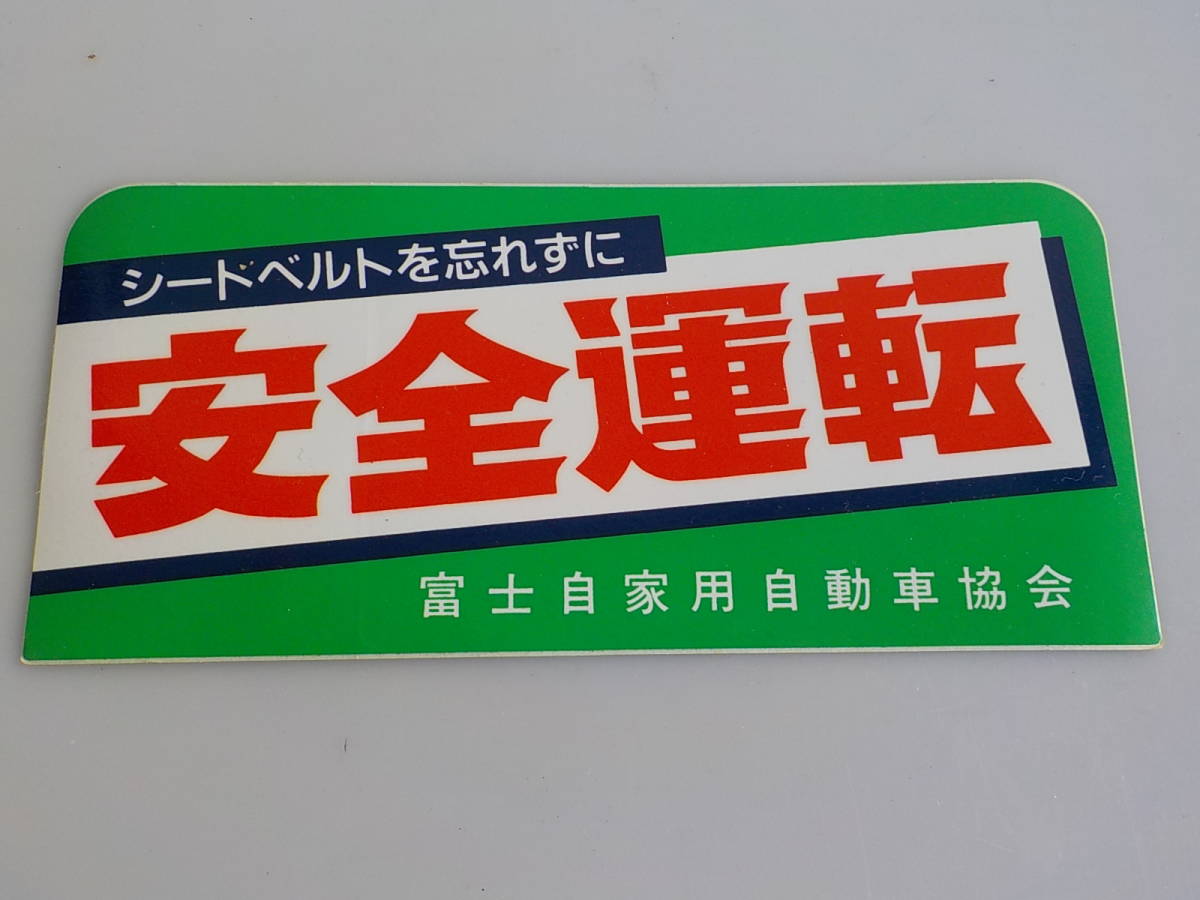 シードベルトを忘れずに
安全運転
富士自家用自動車協会